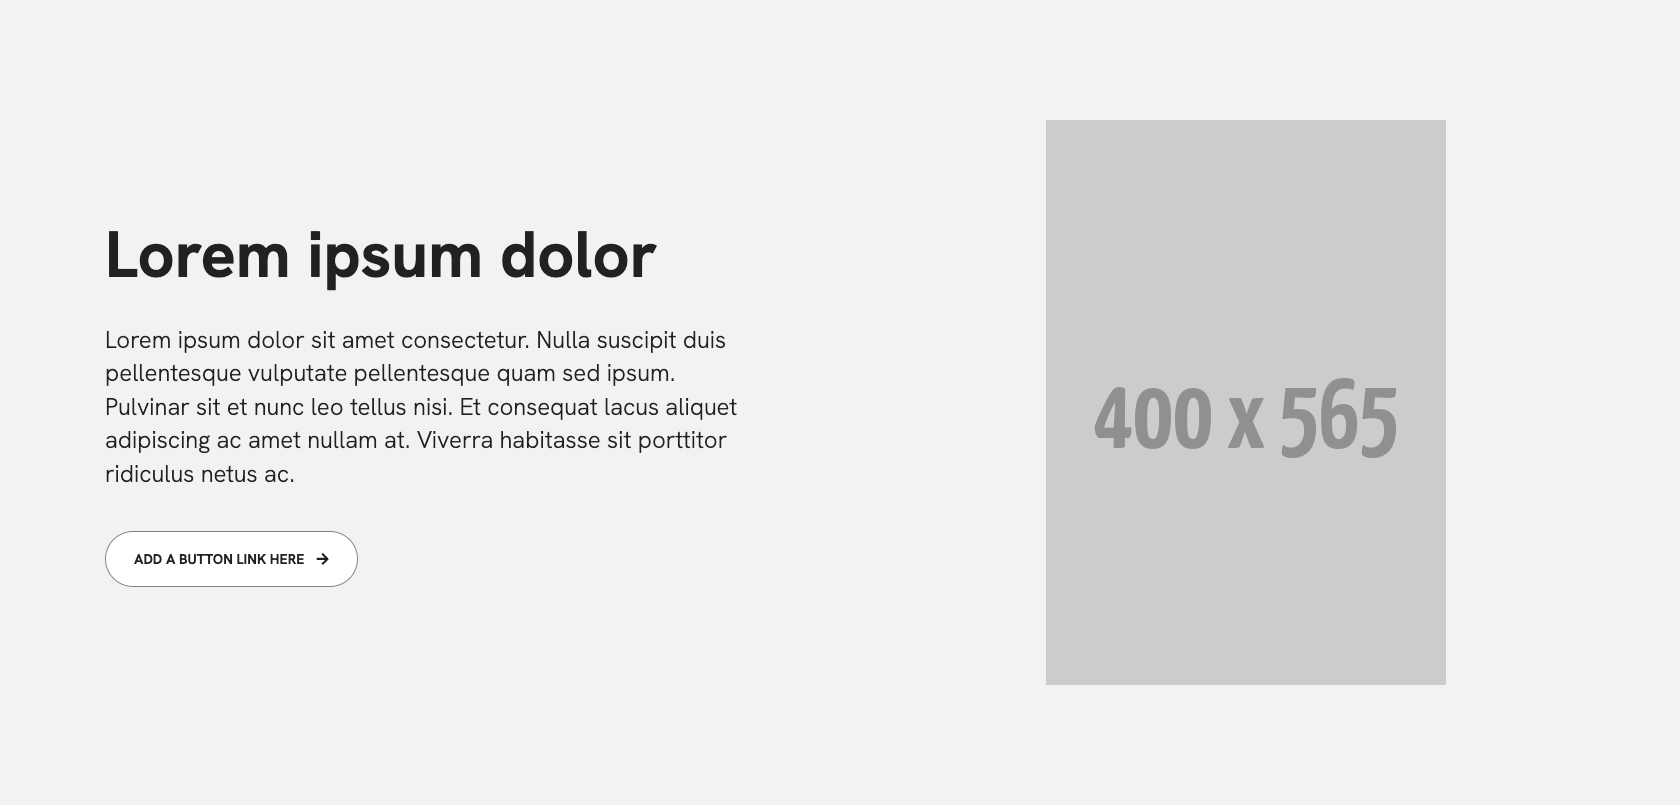 Lorem ipsum dolor
Lorem ipsum dolor sit amet consectetur. Nulla suscipit duis
pellentesque vulputate pellentesque quam sed ipsum.
Pulvinar sit et nunc leo tellus nisi. Et consequat lacus aliquet
adipiscing ac amet nullam at. Viverra habitasse sit porttitor
ridiculus netus ac.
ADD A BUTTON LINK HERE →
400 x 565